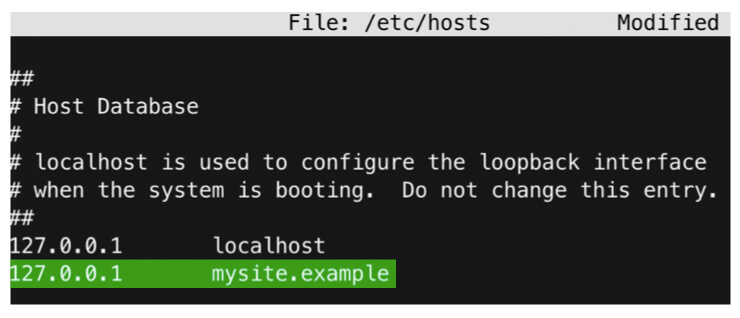 File: /etc/hosts Modified
##
# Host Database
#
# localhost is used to configure the loopback interface
# when the system is booting. Do not change this entry.
##
127.0.0.1 localhost
127.0.0.1 mysite.example